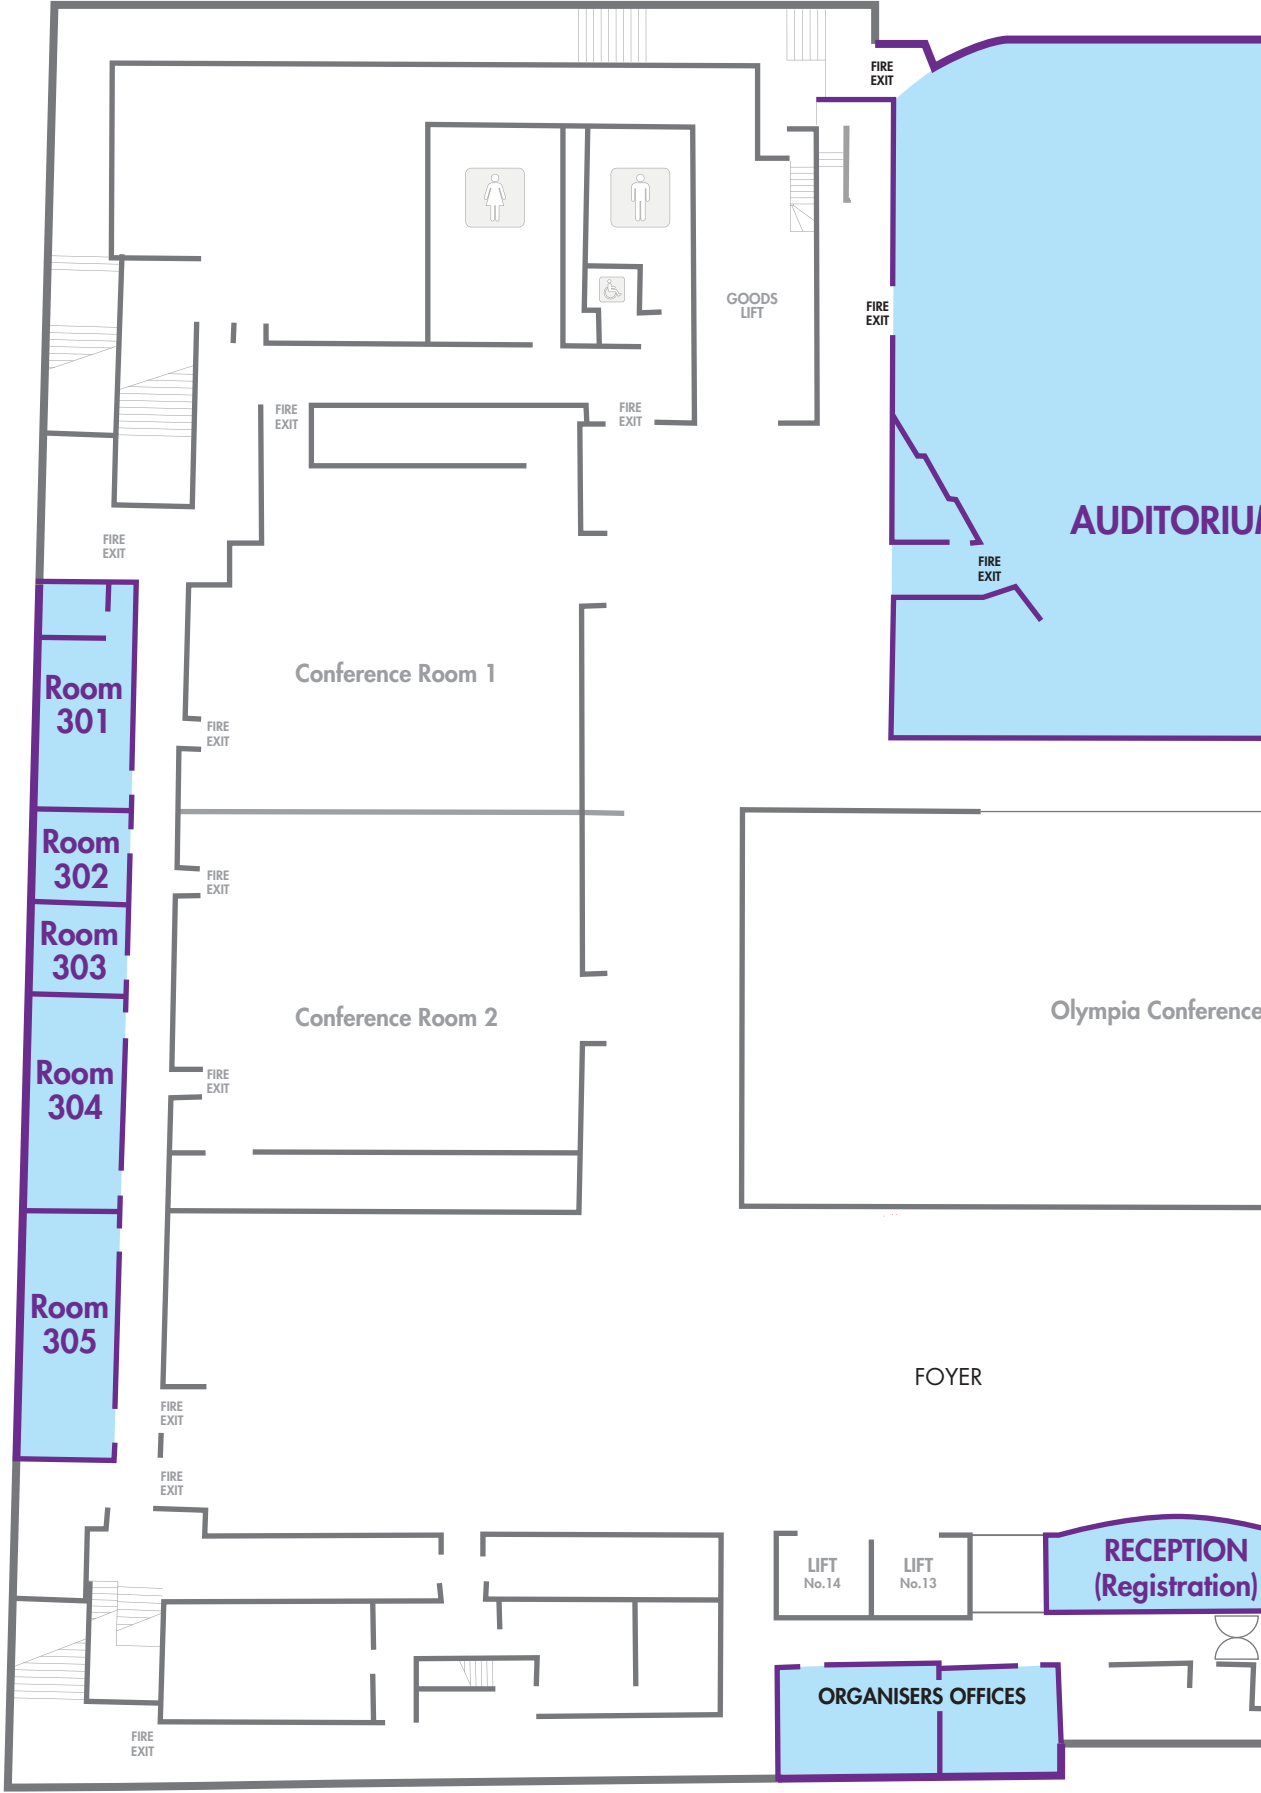 FIRE
EXIT
GOODS
LIFT
FIRE
EXIT
FIRE
EXIT
FIRE
EXIT
AUDITORIUM
FIRE
EXIT
FIRE
EXIT
Room
301
Conference Room 1
FIRE
EXIT
Room
302
FIRE
EXIT
Room
303
Conference Room 2
Olympia Conference
Room
304
FIRE
EXIT
Room
305
FOYER
FIRE
EXIT
FIRE
EXIT
LIFT
No.14
LIFT
No.13
RECEPTION
(Registration)
ORGANISERS OFFICES
FIRE
EXIT